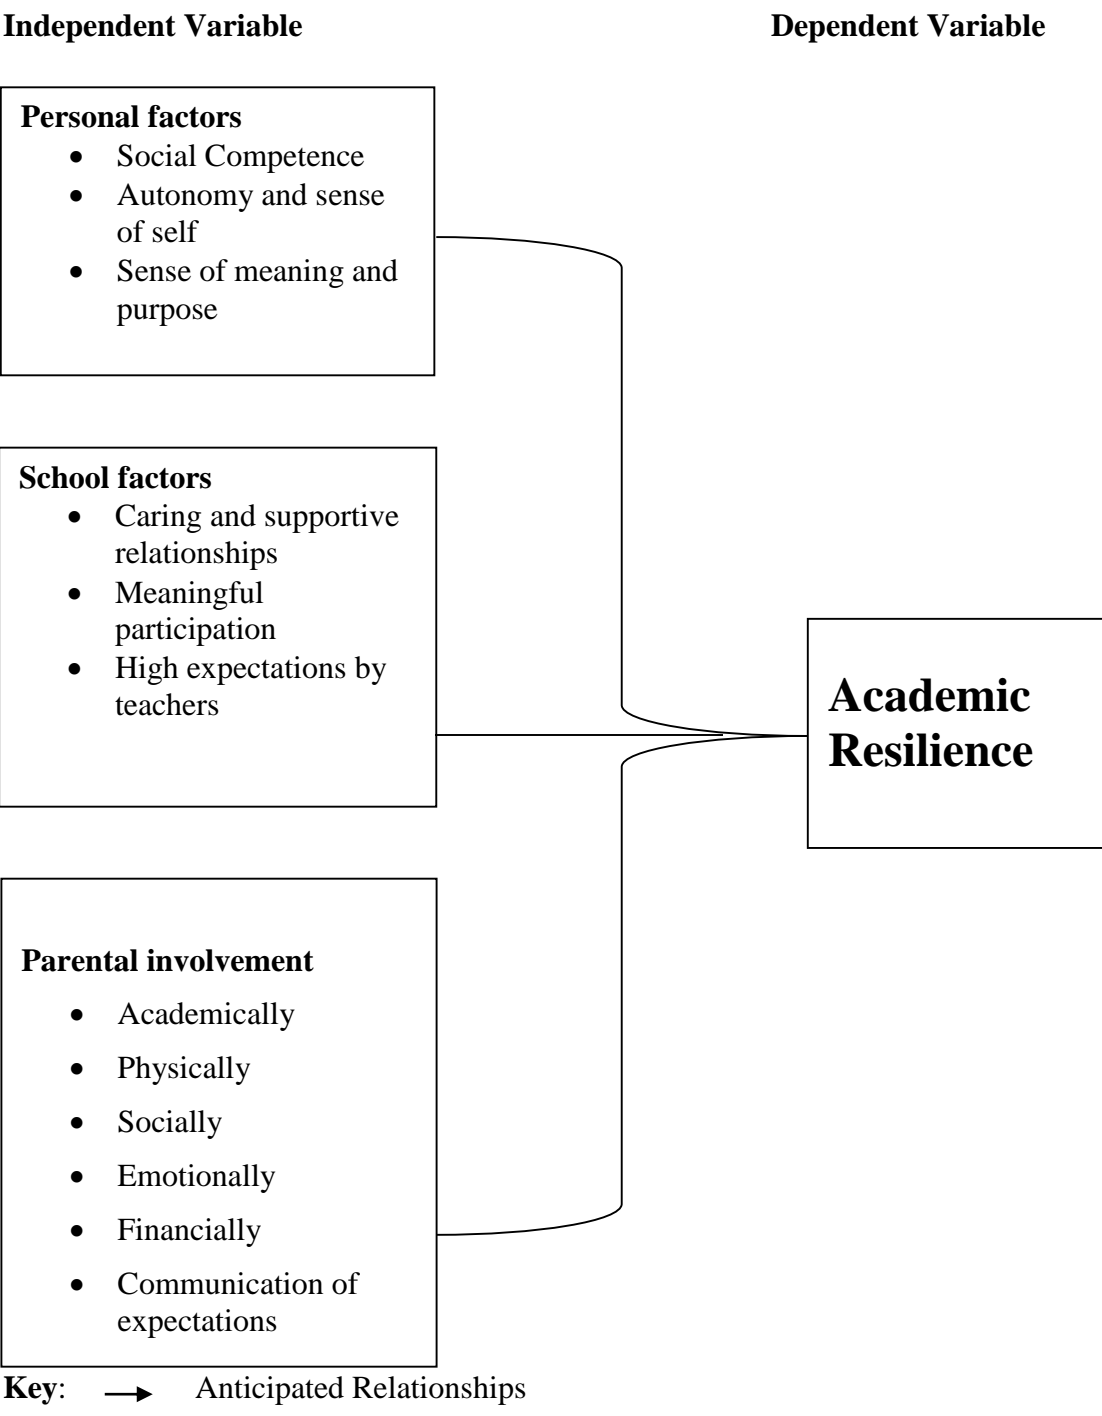 Independent Variable
Dependent Variable
Personal factors
• Social Competence
• Autonomy and sense
of self
• Sense of meaning and
purpose
School factors
• Caring and supportive
relationships
• Meaningful
participation
• High expectations by
teachers
Academic
Resilience
Parental involvement
• Academically
• Physically
• Socially
• Emotionally
• Financially
• Communication of
expectations
Key: → Anticipated Relationships